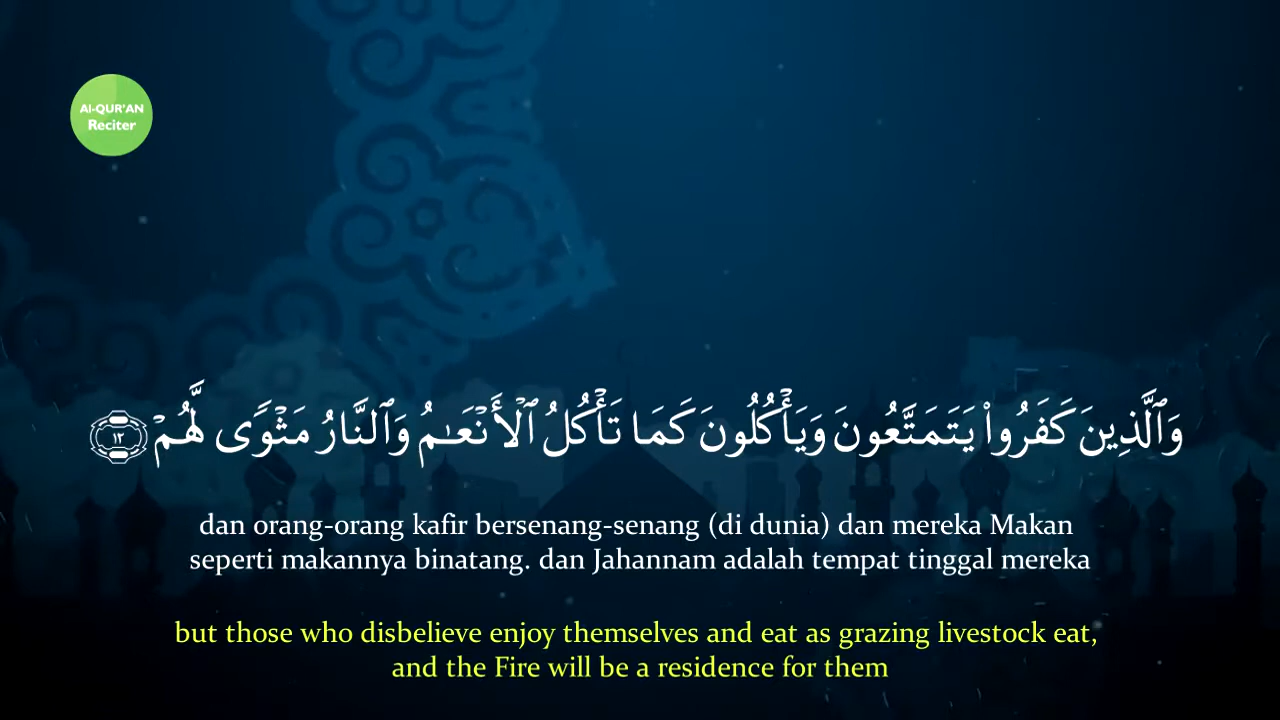 Al-QUR'AN
Reciter
وَٱلَّذِينَ كَفَرُوا۟ يَتَمَتَّعُونَ وَيَأْكُلُونَ كَمَا تَأْكُلُ ٱلْأَنْعَـٰمُ وَٱلنَّارُ مَثْوًى لَّهُمْ ١٢
dan orang-orang kafir bersenang-senang (di dunia) dan mereka Makan
seperti makannya binatang. dan Jahannam adalah tempat tinggal mereka
but those who disbelieve enjoy themselves and eat as grazing livestock eat,
and the Fire will be a residence for them